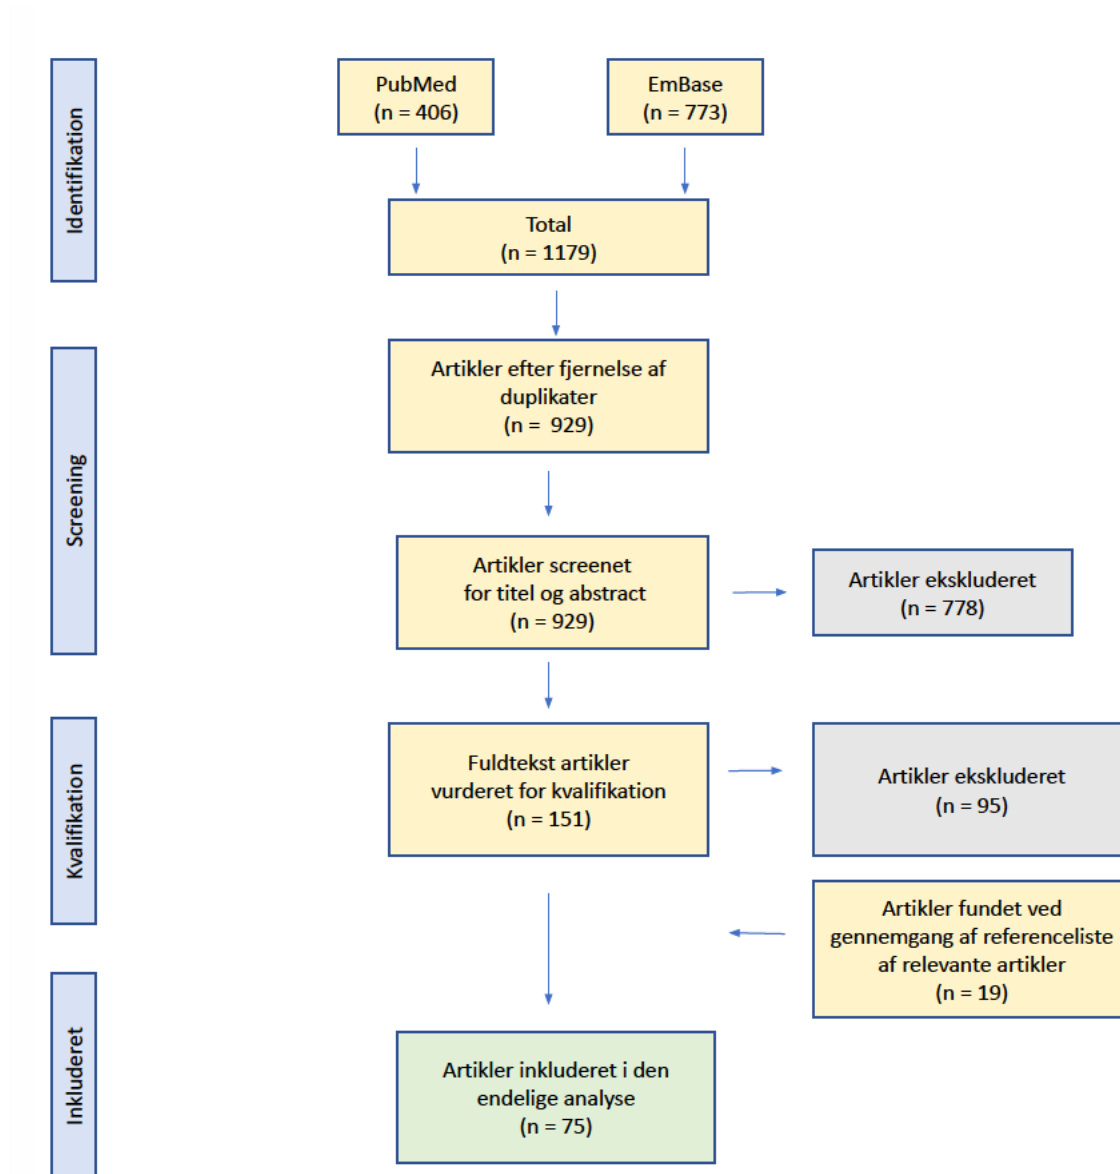 Identifikation
PubMed
(n = 406)
EmBase
(n = 773)
Total
(n = 1179)
Screening
Artikler efter fjernelse af
duplikater
(n =  929)
Artikler screenet
for titel og abstract
(n = 929)
Artikler ekskluderet
(n = 778)
Kvalifikation
Fuldtekst artikler
vurderet for kvalifikation
(n = 151)
Artikler ekskluderet
(n = 95)
Artikler fundet ved
gennemgang af referenceliste
af relevante artikler
(n = 19)
Inkluderet
Artikler inkluderet i den
endelige analyse
(n = 75)